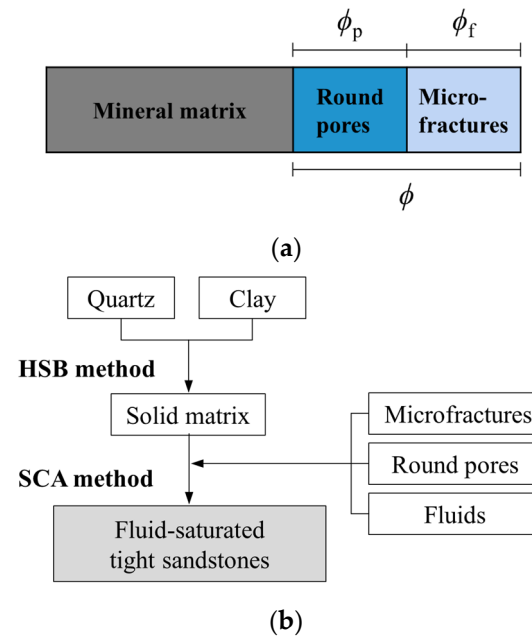 ϕp ϕf
Mineral matrix
Round
pores
Micro-
fractures
ϕ
(a)
Quartz
Clay
HSB method
Solid matrix
Microfractures
SCA method
Round pores
Fluids
Fluid-saturated
tight sandstones
(b)